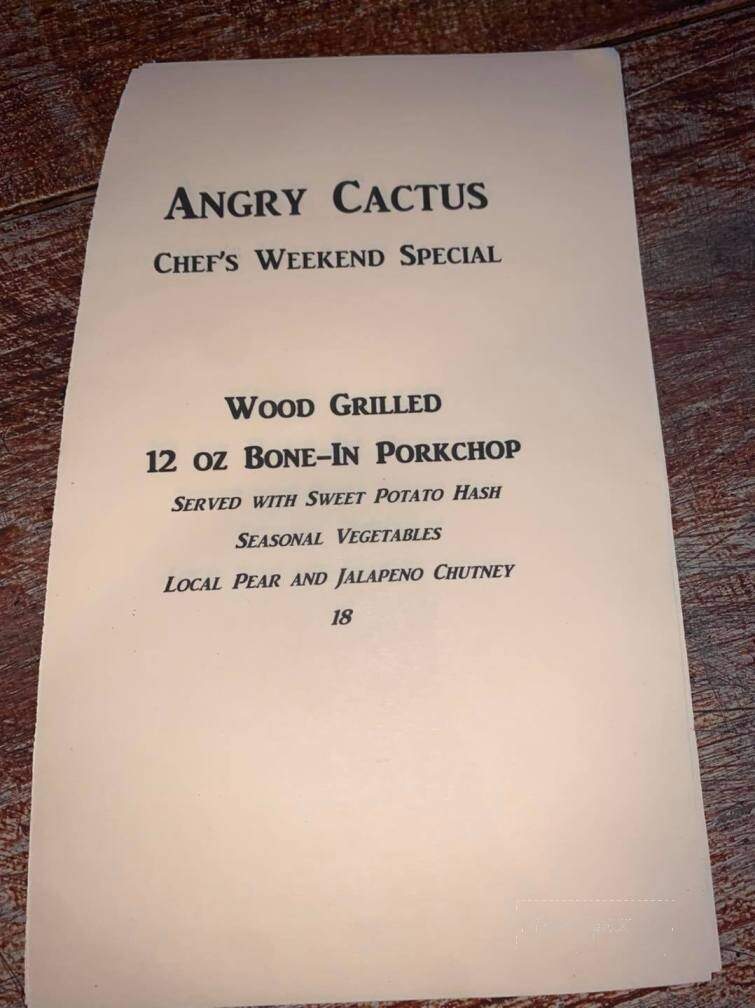 Angry Cactus
Chef's Weekend Special
Wood Grilled
12 oz Bone-In Porkchop
Served with Sweet Potato Hash
Seasonal Vegetables
Local Pear and Jalapeno Chutney
18